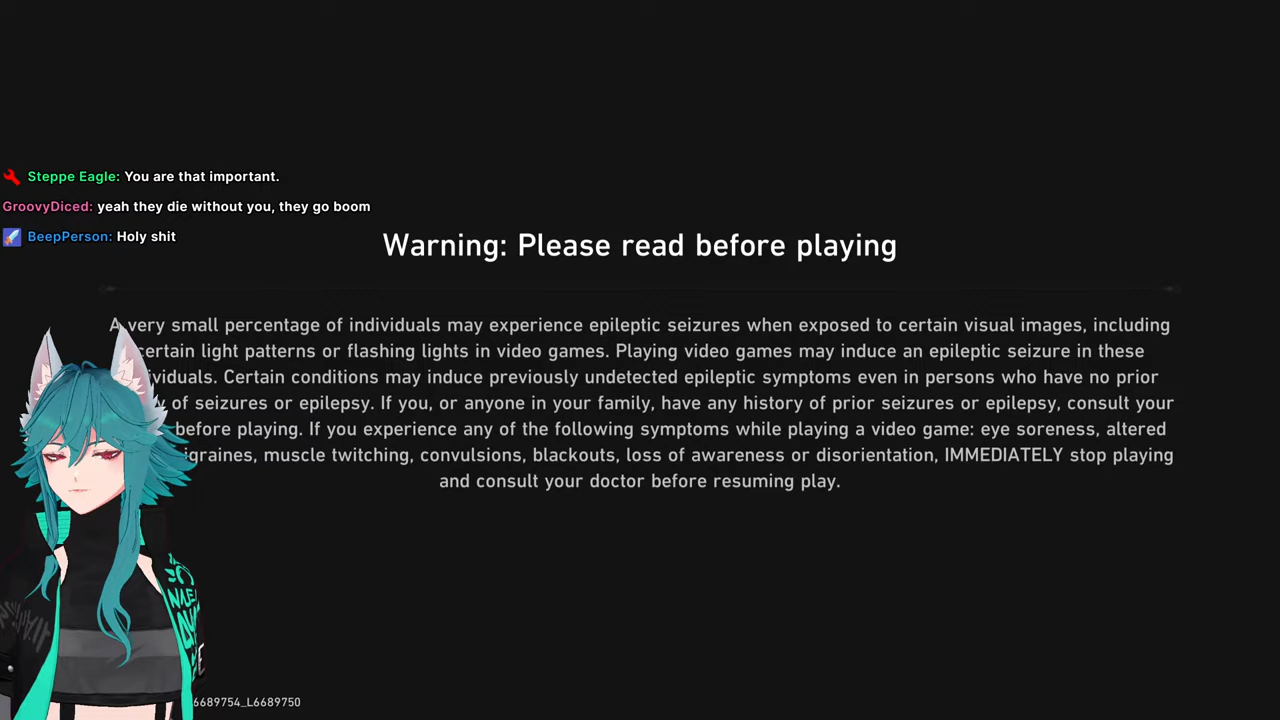 Steppe Eagle: You are that important.
GroovyDiced: yeah they die without you, they go boom
BeepPerson: Holy shit
Warning: Please read before playing
A very small percentage of individuals may experience epileptic seizures when exposed to certain visual images, including
certain light patterns or flashing lights in video games. Playing video games may induce an epileptic seizure in these
ividuals. Certain conditions may induce previously undetected epileptic symptoms even in persons who have no prior
of seizures or epilepsy. If you, or anyone in your family, have any history of prior seizures or epilepsy, consult your
before playing. If you experience any of the following symptoms while playing a video game: eye soreness, altered
igraines, muscle twitching, convulsions, blackouts, loss of awareness or disorientation, IMMEDIATELY stop playing
and consult your doctor before resuming play.
6689754_L6689750